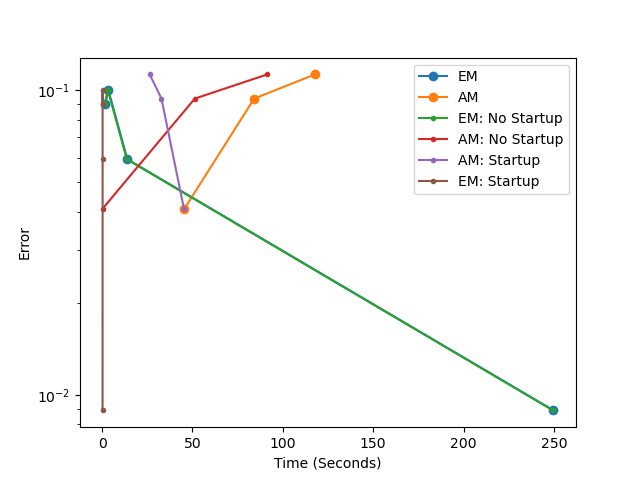 EM
AM
EM: No Startup
AM: No Startup
AM: Startup
EM: Startup
10⁻¹
10⁻²
Error
0 50 100 150 200 250
Time (Seconds)